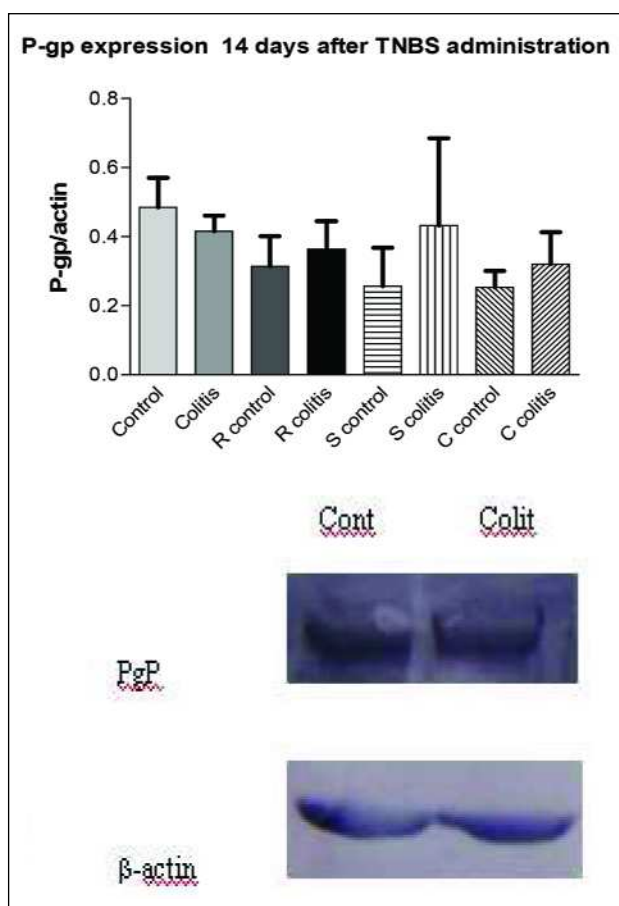 P-gp expression 14 days after TNBS administration
P-gp/actin
0.8
0.6
0.4
0.2
0.0
Control
Colitis
R control
R colitis
S control
S colitis
C control
C colitis
Cont Colit
PgP
β-actin